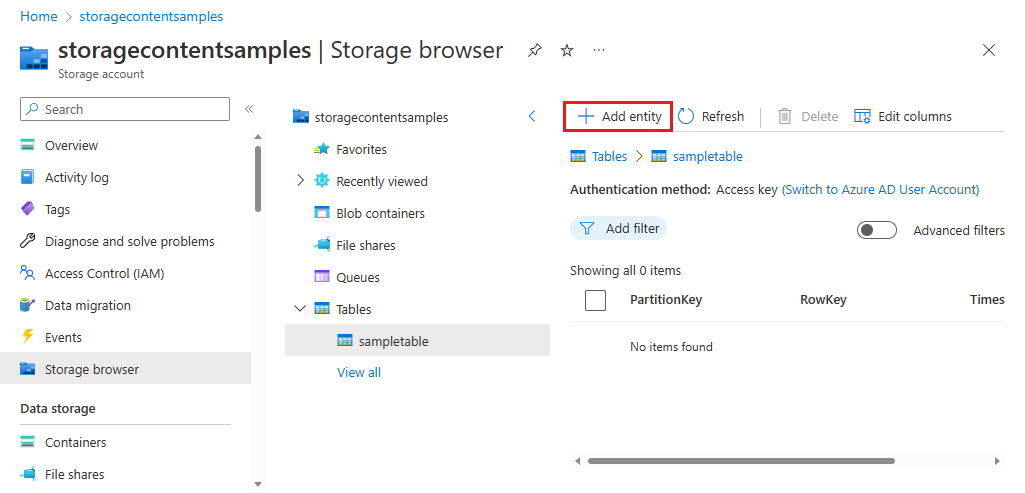 Home > storagecontentsamples
storagecontentsamples | Storage browser ...
Storage account
Search
Overview
Activity log
Tags
Diagnose and solve problems
Access Control (IAM)
Data migration
Events
Storage browser
Data storage
Containers
File shares
storagecontentsamples
Favorites
Recently viewed
Blob containers
File shares
Queues
Tables
sampletable
View all
Add entity Refresh Delete Edit columns
Tables > sampletable
Authentication method: Access key (Switch to Azure AD User Account)
Add filter Advanced filters
Showing all 0 items
PartitionKey RowKey Times
No items found